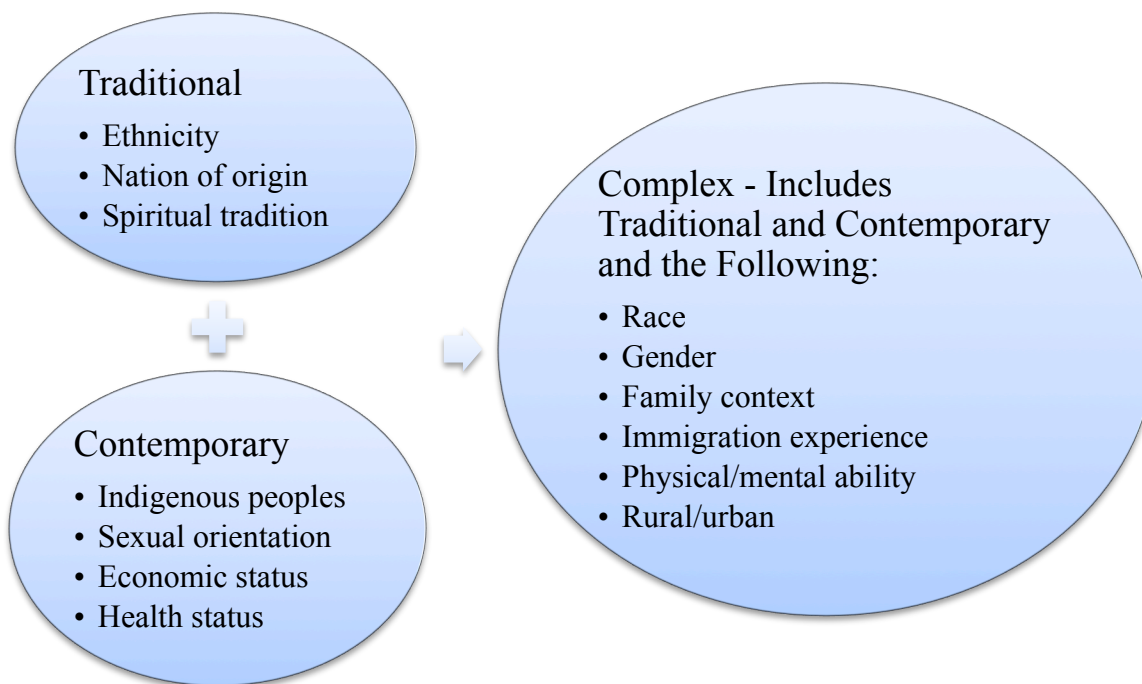 Traditional
• Ethnicity
• Nation of origin
• Spiritual tradition
Contemporary
• Indigenous peoples
• Sexual orientation
• Economic status
• Health status
Complex - Includes
Traditional and Contemporary
and the Following:
• Race
• Gender
• Family context
• Immigration experience
• Physical/mental ability
• Rural/urban